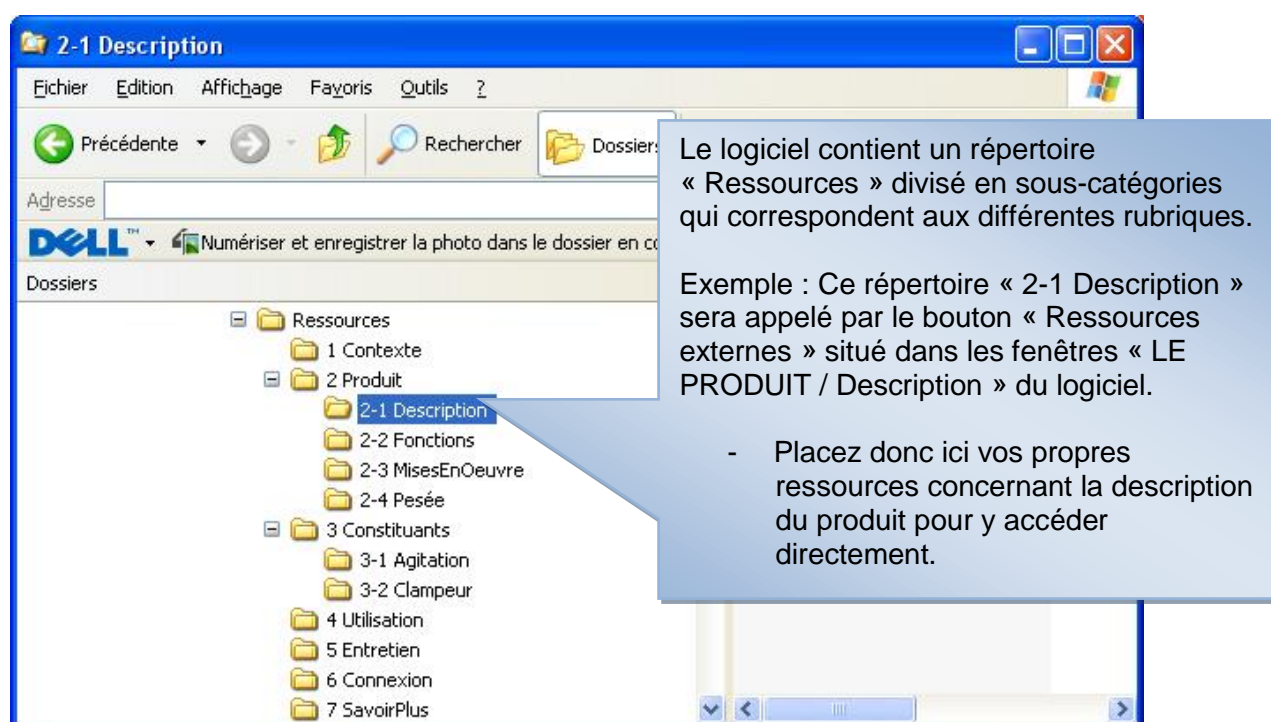 2-1 Description
Fichier Edition Affichage Favoris Outils ?
Précédente Rechercher Dossiers
Adresse
DELL™ Numériser et enregistrer la photo dans le dossier en co
Dossiers
Ressources
1 Contexte
2 Produit
2-1 Description
2-2 Fonctions
2-3 MisesEnOeuvre
2-4 Pesée
3 Constituants
3-1 Agitation
3-2 Clampeur
4 Utilisation
5 Entretien
6 Connexion
7 SavoirPlus
Le logiciel contient un répertoire
« Ressources » divisé en sous-catégories
qui correspondent aux différentes rubriques.
Exemple : Ce répertoire « 2-1 Description »
sera appelé par le bouton « Ressources
externes » situé dans les fenêtres « LE
PRODUIT / Description » du logiciel.
- Placez donc ici vos propres
ressources concernant la description
du produit pour y accéder
directement.